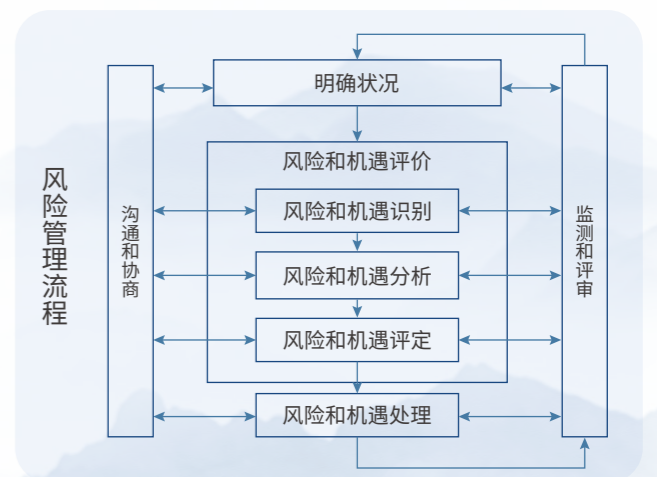 风险管理流程
沟通和协商
明确状况
风险和机遇评价
风险和机遇识别
风险和机遇分析
风险和机遇评定
风险和机遇处理
监测和评审